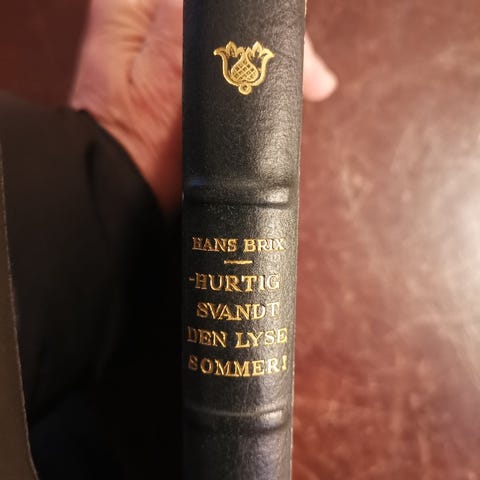 HANS BRIX
-HURTIG
SVANDT
DEN LYSE
SOMMER!